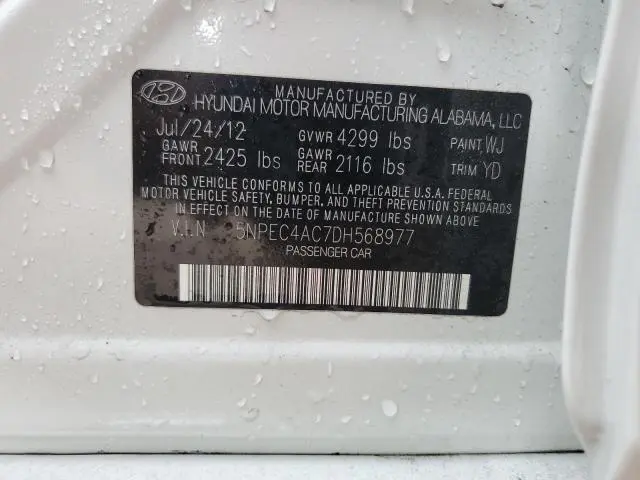 MANUFACTURED BY
HYUNDAI MOTOR MANUFACTURING ALABAMA, LLC
Jul/24/12 GVWR 4299 lbs PAINT WJ
GAWR FRONT 2425 lbs GAWR REAR 2116 lbs TRIM YD
THIS VEHICLE CONFORMS TO ALL APPLICABLE U.S.A. FEDERAL
MOTOR VEHICLE SAFETY, BUMPER, AND THEFT PREVENTION STANDARDS
IN EFFECT ON THE DATE OF MANUFACTURE SHOWN ABOVE.
V.I.N 5NPEC4AC7DH568977
PASSENGER CAR